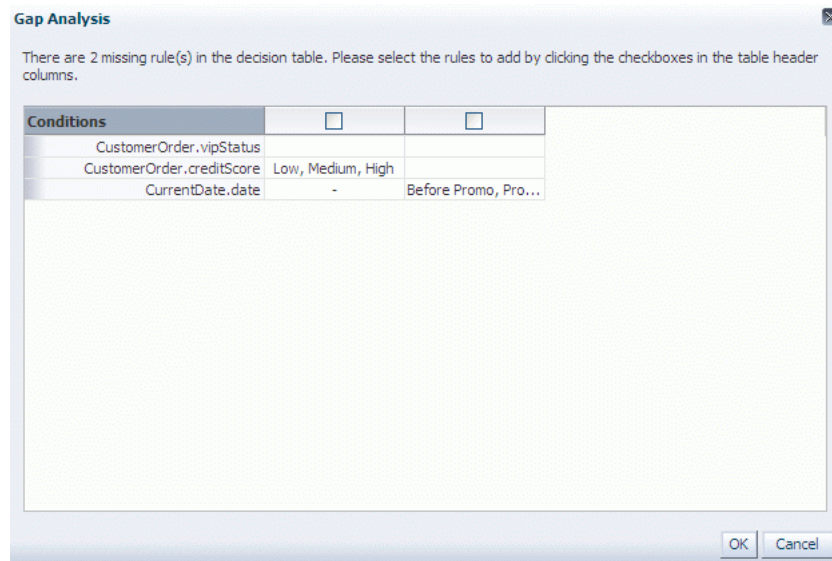 Gap Analysis
There are 2 missing rule(s) in the decision table. Please select the rules to add by clicking the checkboxes in the table header
columns.
Conditions
CustomerOrder.vipStatus
CustomerOrder.creditScore Low, Medium, High
CurrentDate.date - Before Promo, Pro...
OK Cancel